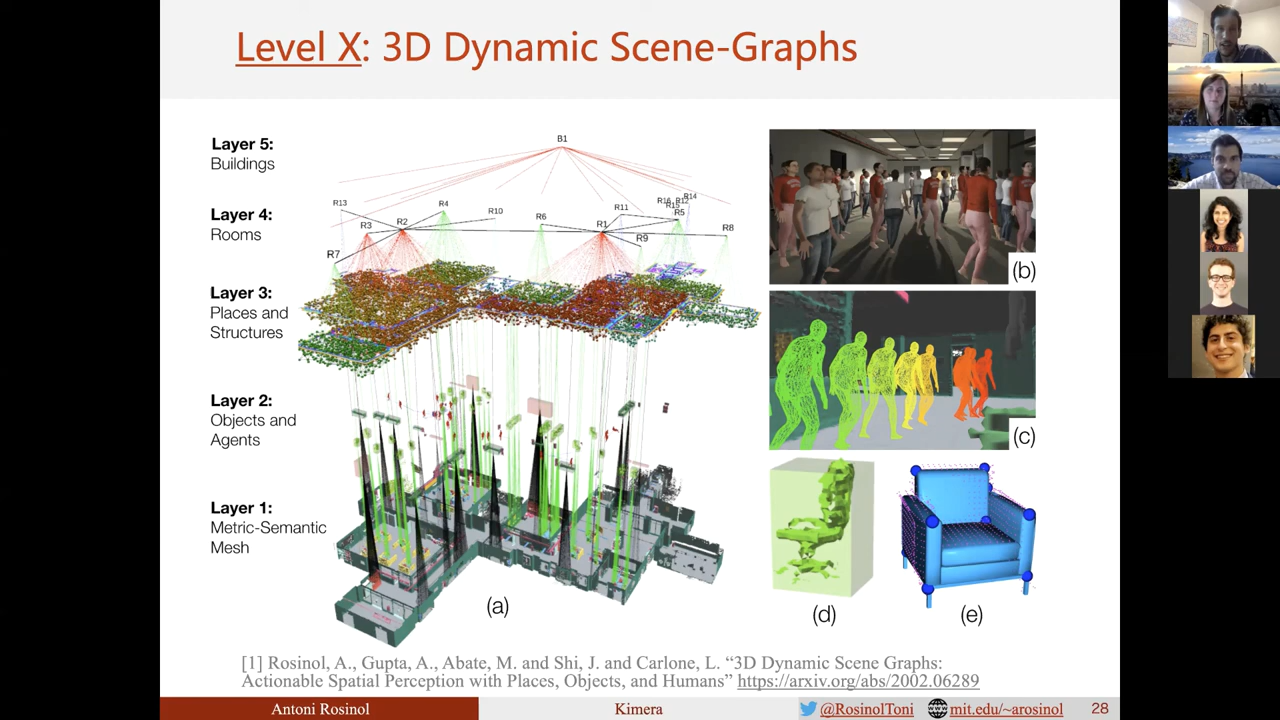 Level X: 3D Dynamic Scene-Graphs
Layer 5:
Buildings
Layer 4:
Rooms
Layer 3:
Places and
Structures
Layer 2:
Objects and
Agents
Layer 1:
Metric-Semantic
Mesh
B1
R13
R4
R10
R3
R2
R7
R6
R11
R1
R9
R14
R5
R8
(a)
(b)
(c)
(d)
(e)
[1] Rosinol, A., Gupta, A., Abate, M. and Shi, J. and Carlone, L. “3D Dynamic Scene Graphs:
Actionable Spatial Perception with Places, Objects, and Humans” https://arxiv.org/abs/2002.06289
Antoni Rosinol
Kimera
@RosinolToni
mit.edu/~arosinol
28